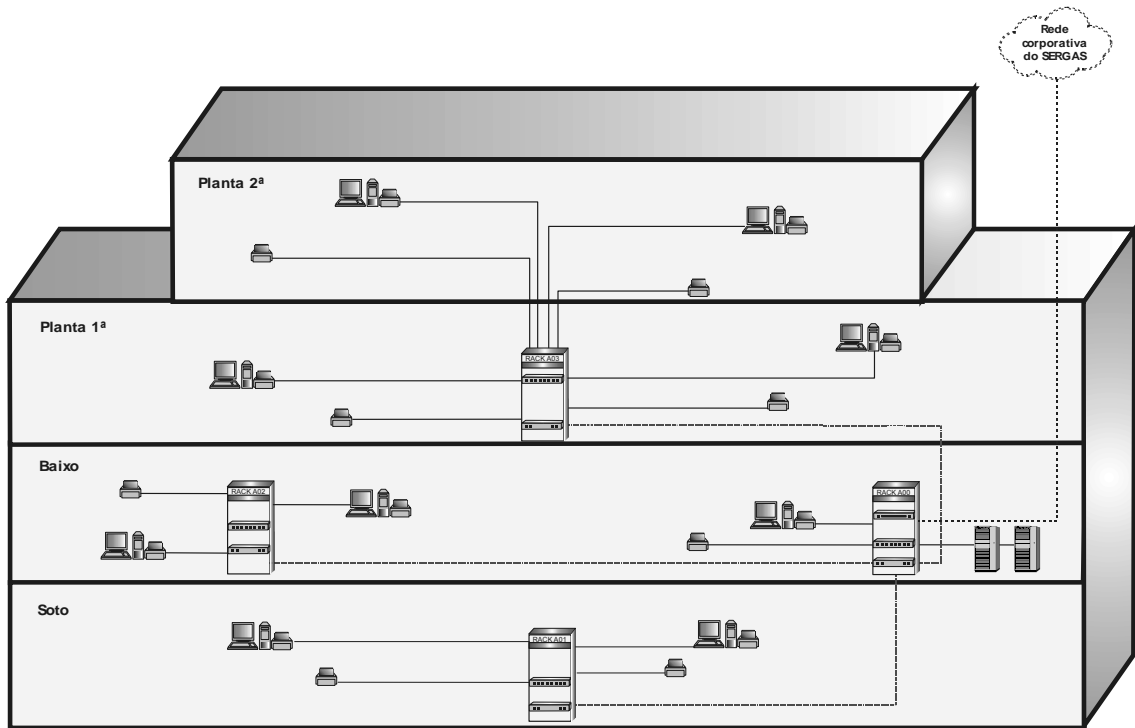 Rede
corporativa
do SERGAS
Planta 2ª
Planta 1ª
RACK A03
Baixo
RACK A02
RACK A00
Soto
RACK A01